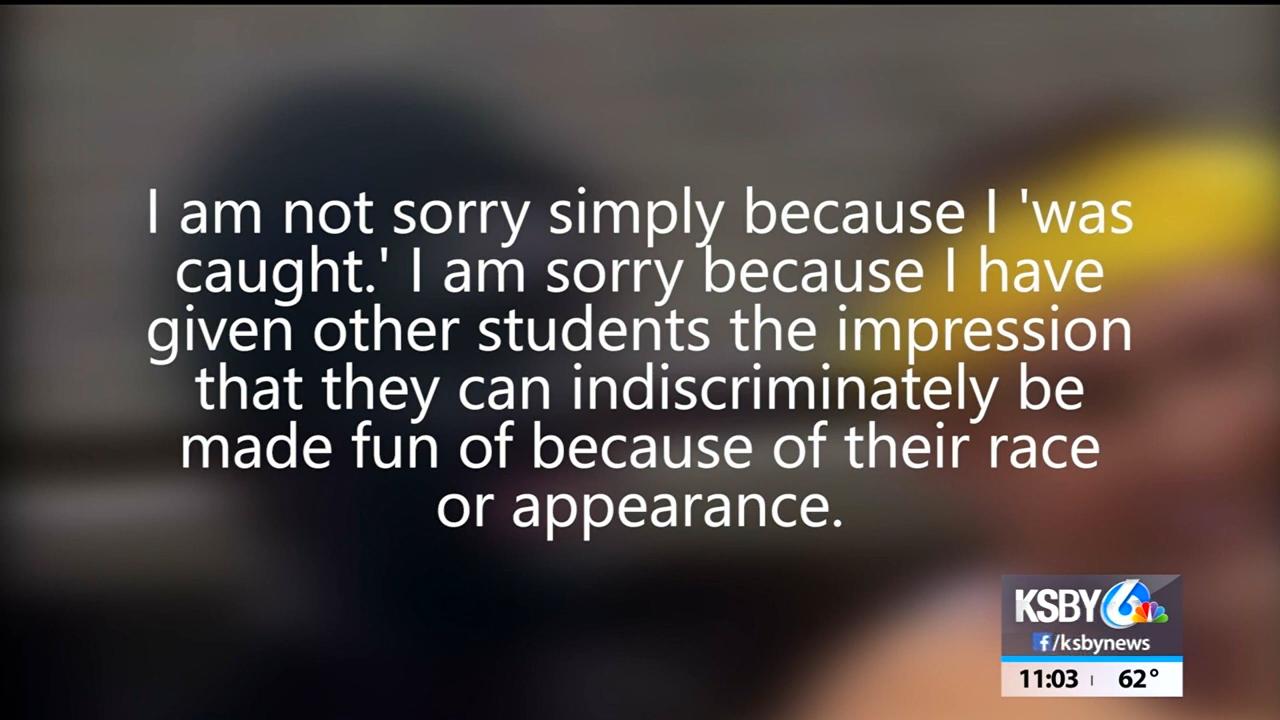 I am not sorry simply because I 'was
caught.' I am sorry because I have
given other students the impression
that they can indiscriminately be
made fun of because of their race
or appearance.
KSBY 6
f/ksbynews
11:03 62°